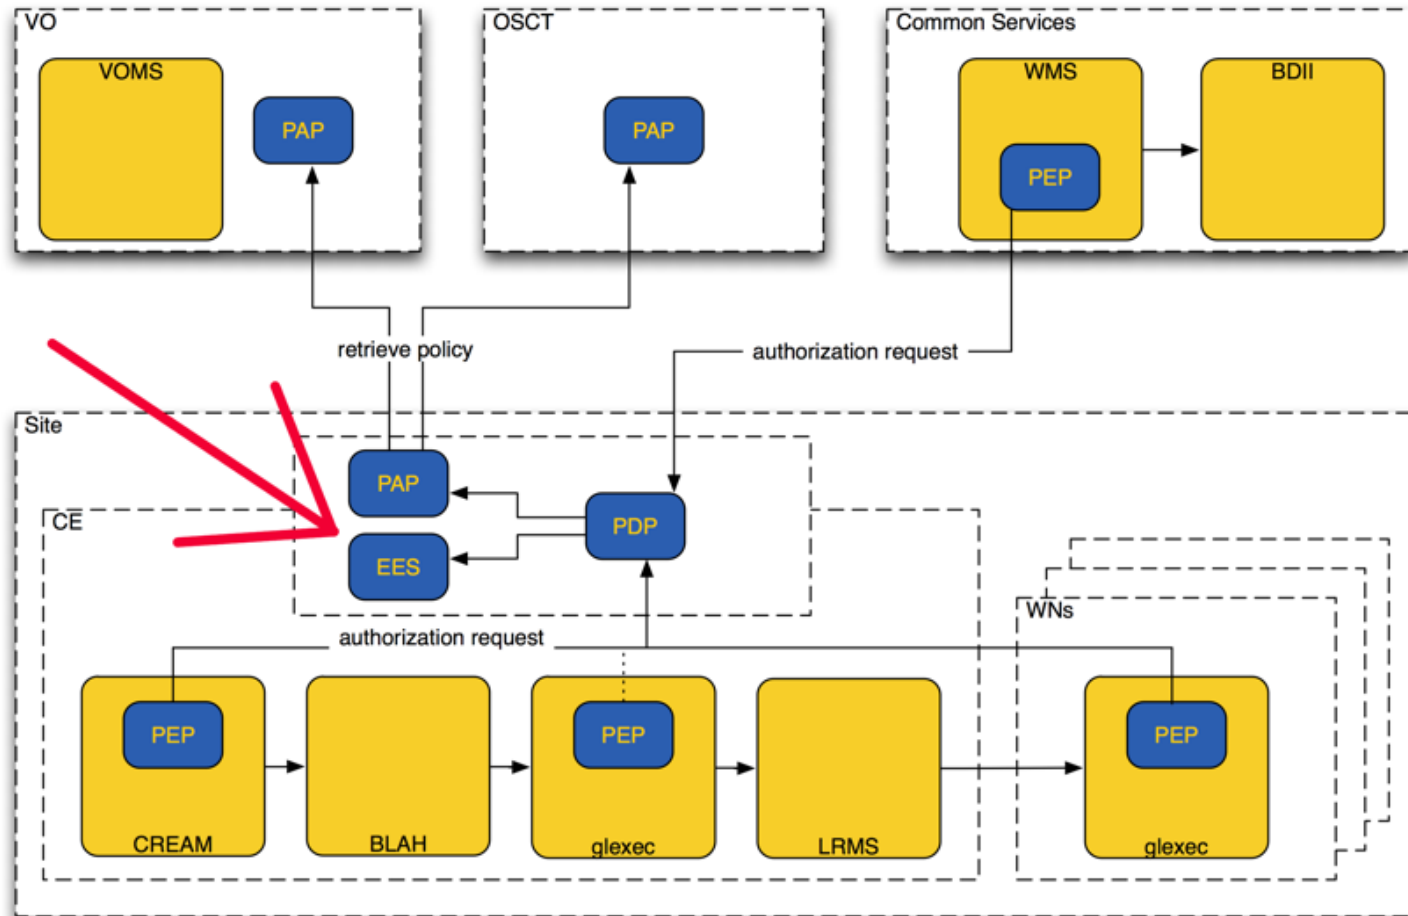 VO
VOMS
PAP
OSCT
PAP
Common Services
WMS
PEP
BDII
retrieve policy
authorization request
Site
CE
PAP
EES
PDP
authorization request
WNs
PEP
CREAM
BLAH
PEP
glexec
LRMS
PEP
glexec